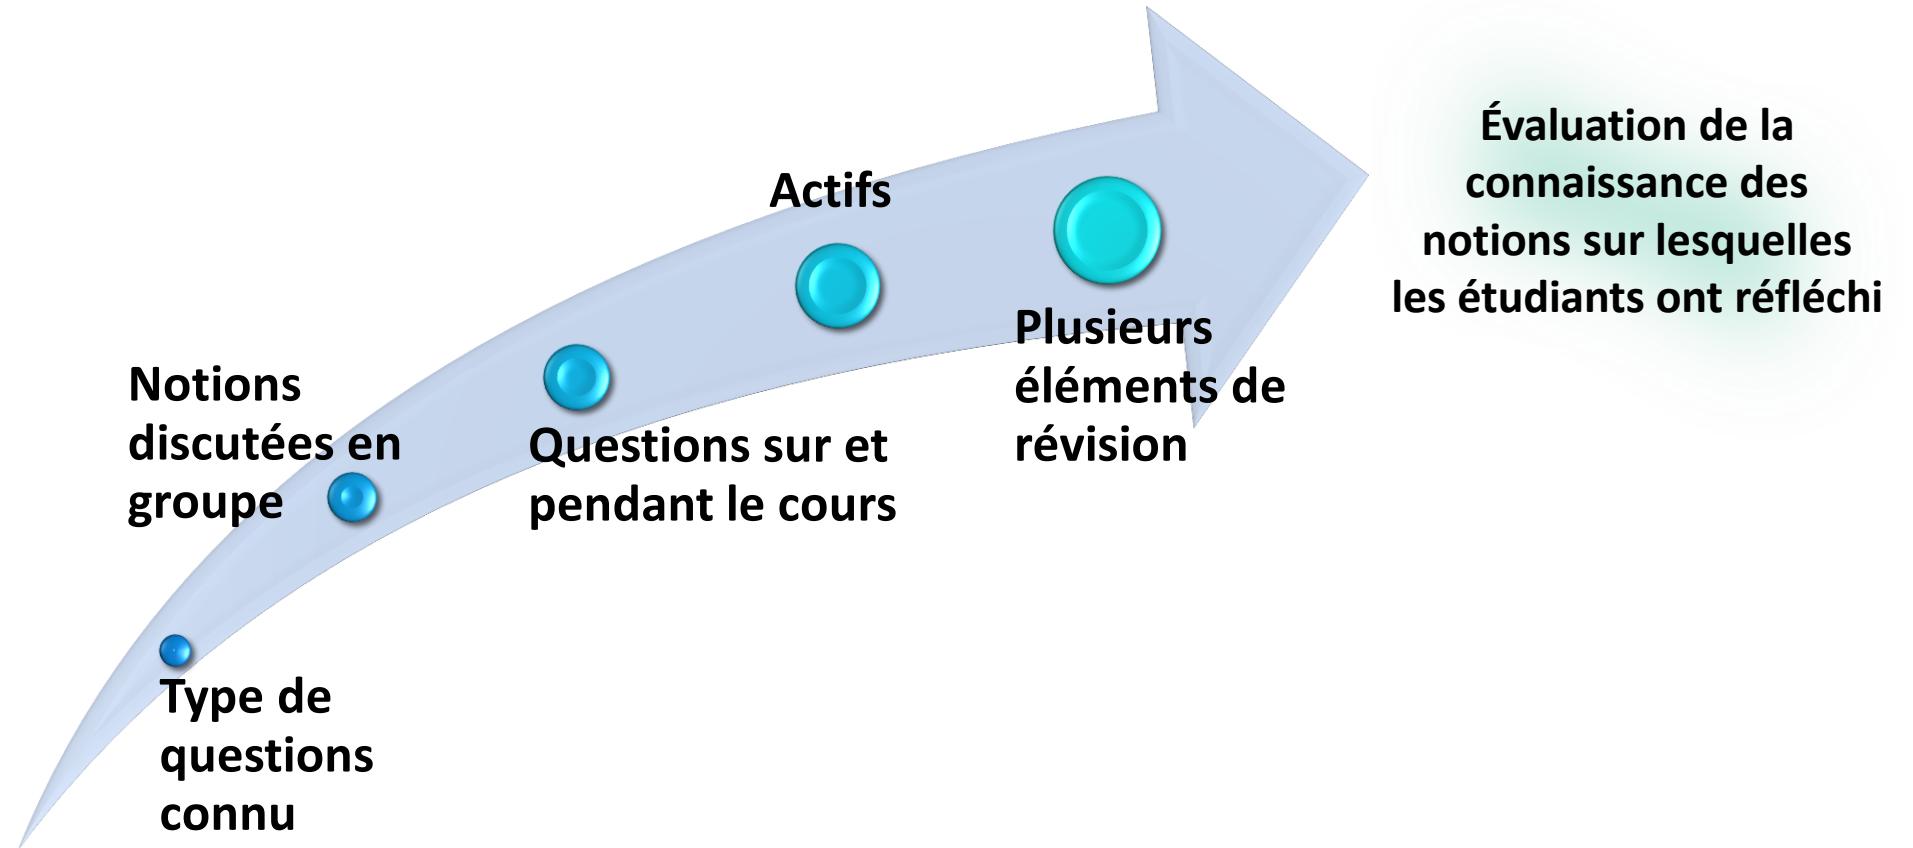 Type de
questions
connu
Notions
discutées en
groupe
Questions sur et
pendant le cours
Actifs
Plusieurs
éléments de
révision
Évaluation de la
connaissance des
notions sur lesquelles
les étudiants ont réfléchi